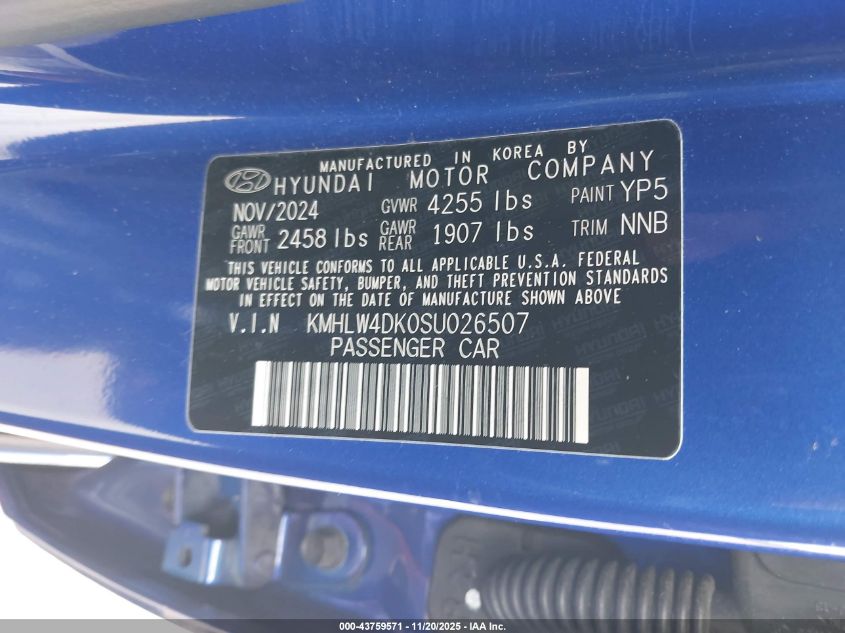 MANUFACTURED IN KOREA BY
HYUNDAI MOTOR COMPANY
NOV/2024 GVWR 4255 lbs PAINT YP5
GAWR FRONT 2458 lbs GAWR REAR 1907 lbs TRIM NNB
THIS VEHICLE CONFORMS TO ALL APPLICABLE U.S.A. FEDERAL
MOTOR VEHICLE SAFETY, BUMPER, AND THEFT PREVENTION STANDARDS
IN EFFECT ON THE DATE OF MANUFACTURE SHOWN ABOVE
V.I.N KMHLW4DK0SU026507
PASSENGER CAR
000-43759571 - 11/20/2025 - IAA Inc.